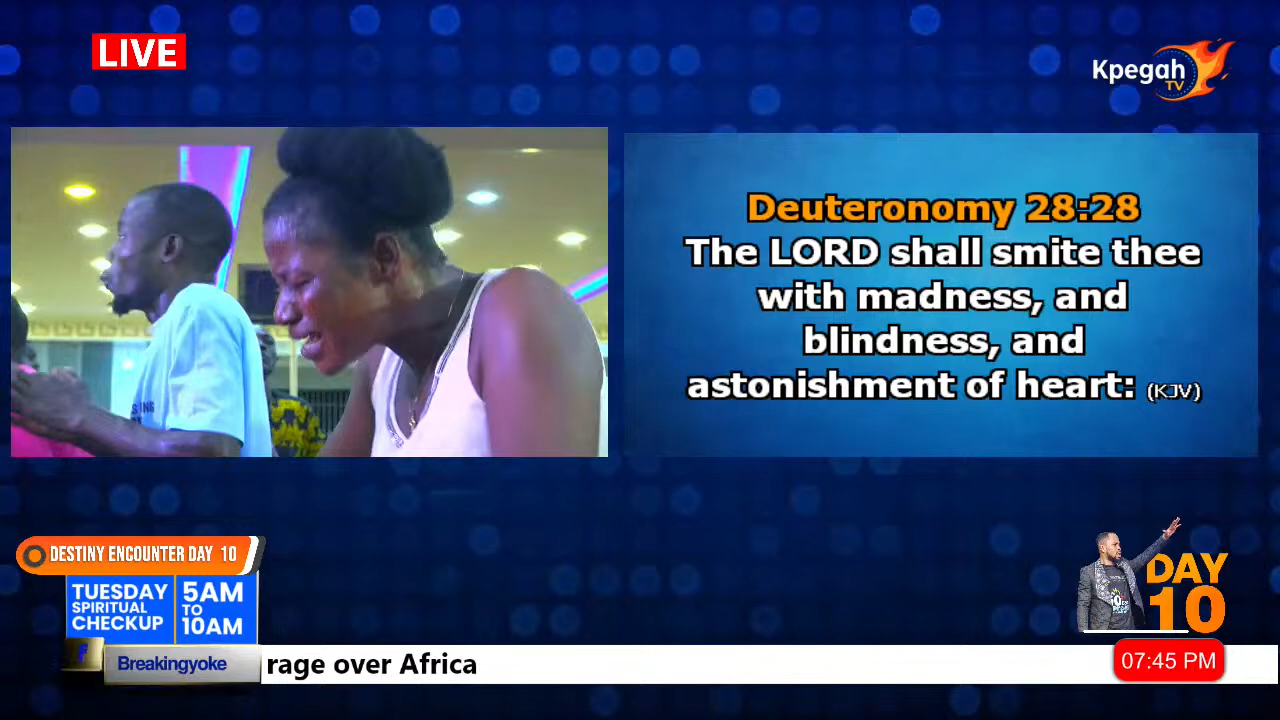 LIVE
Kpegah
TV
Deuteronomy 28:28
The LORD shall smite thee
with madness, and
blindness, and
astonishment of heart: (KJV)
DESTINY ENCOUNTER DAY 10
TUESDAY
SPIRITUAL
CHECKUP
5AM
TO
10AM
DAY
10
f
Breakingyoke
rage over Africa
07:45 PM